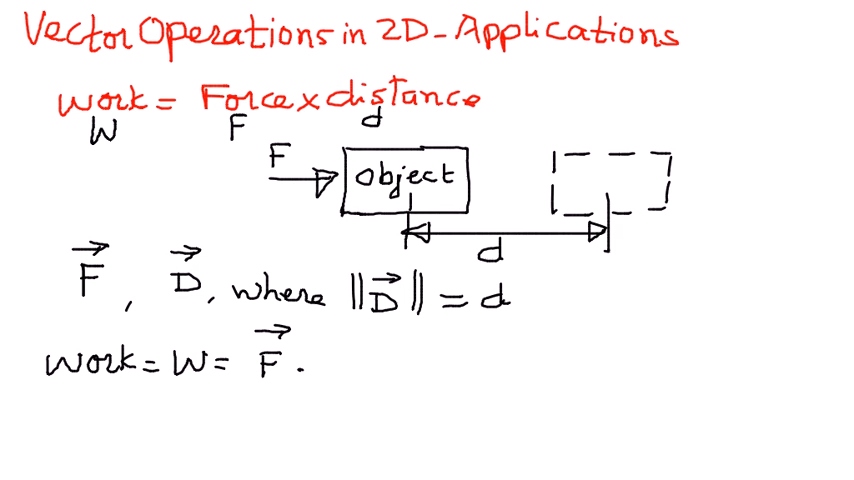 Vector Operations in 2D - Applications
Work = Force × distance
W F d
F
object
d
F⃗, D⃗, where ||D⃗|| = d
Work = W = F⃗ ·